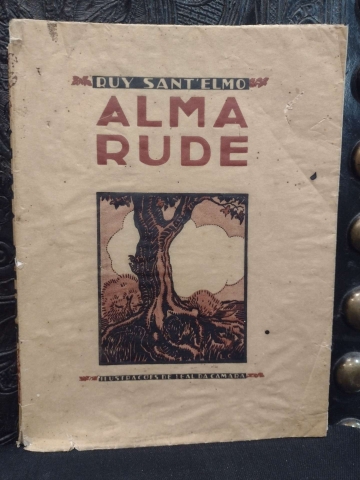 RUY SANT'ELMO
ALMA
RUDE
ILUSTRAÇÕES DE LEAL DA CAMARA